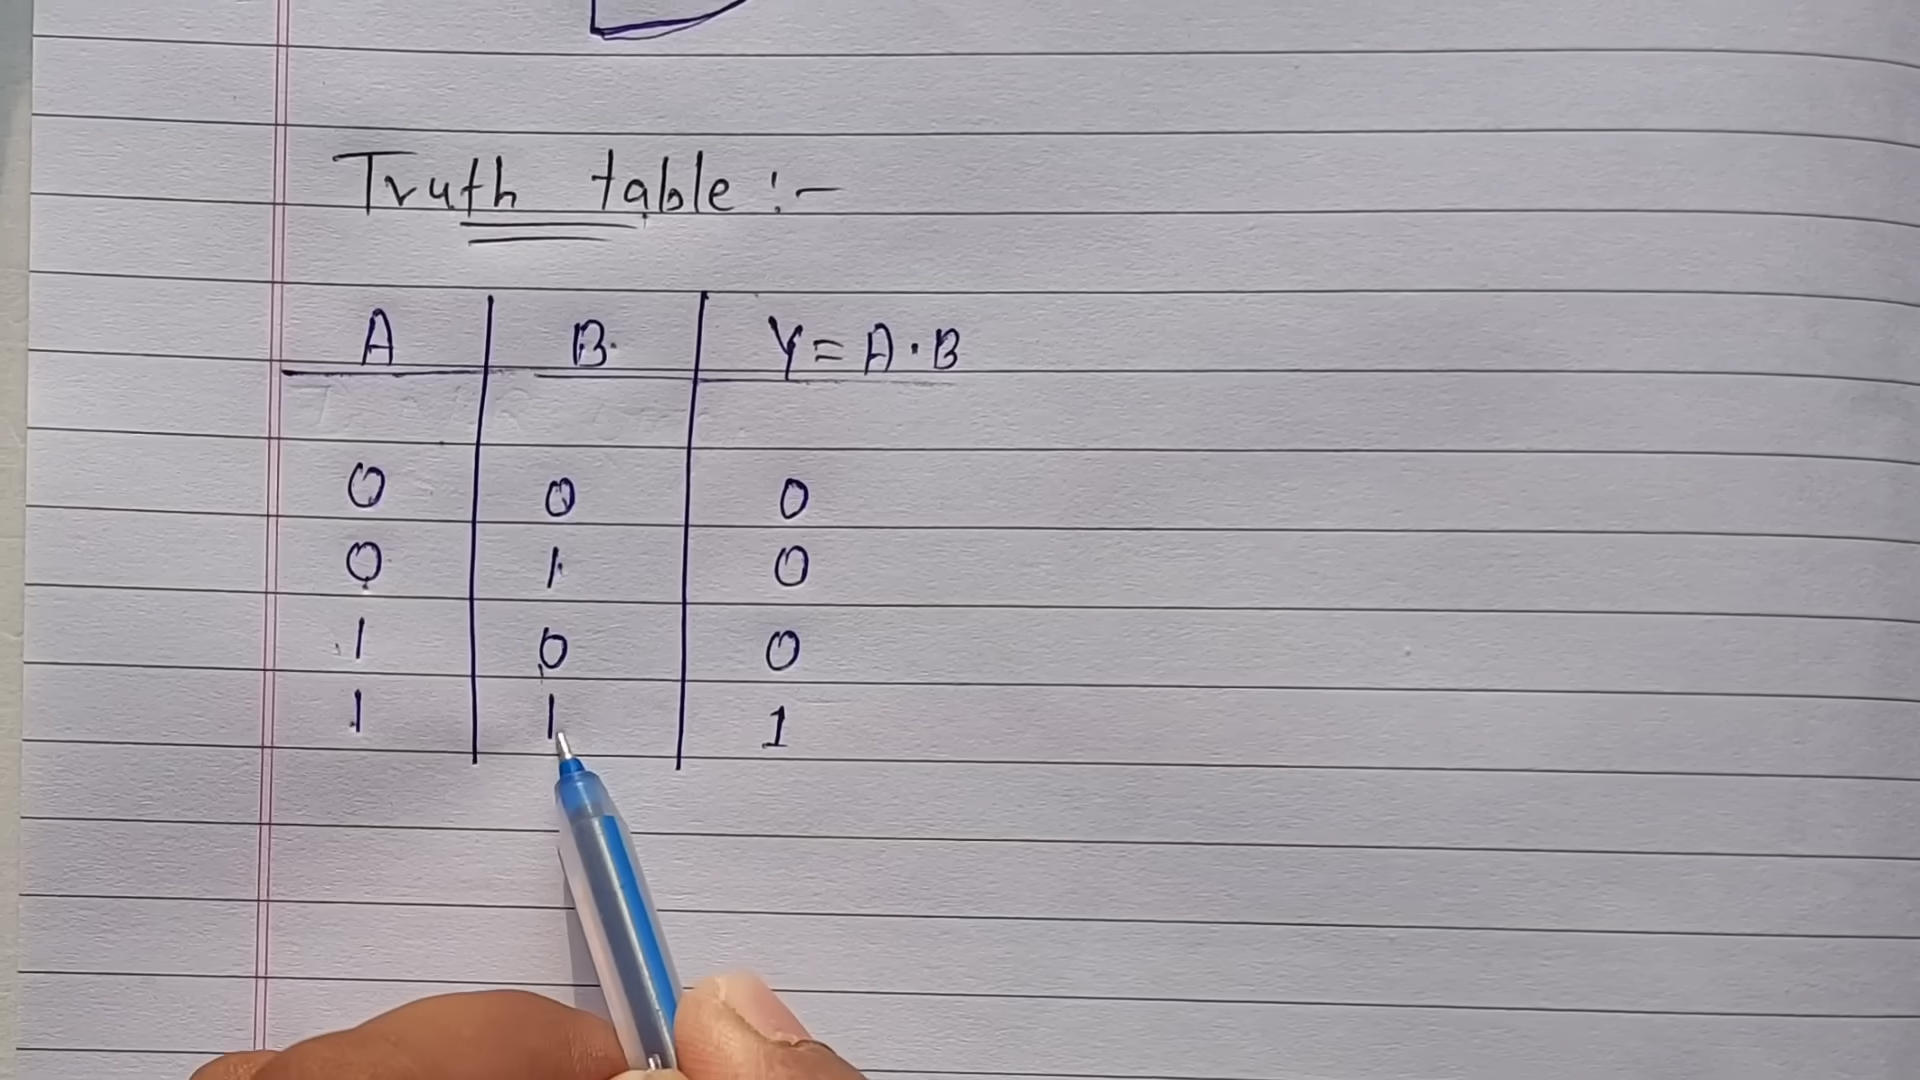 Truth table :-
A B Y = A · B
0 0 0
0 1 0
1 0 0
1 1 1